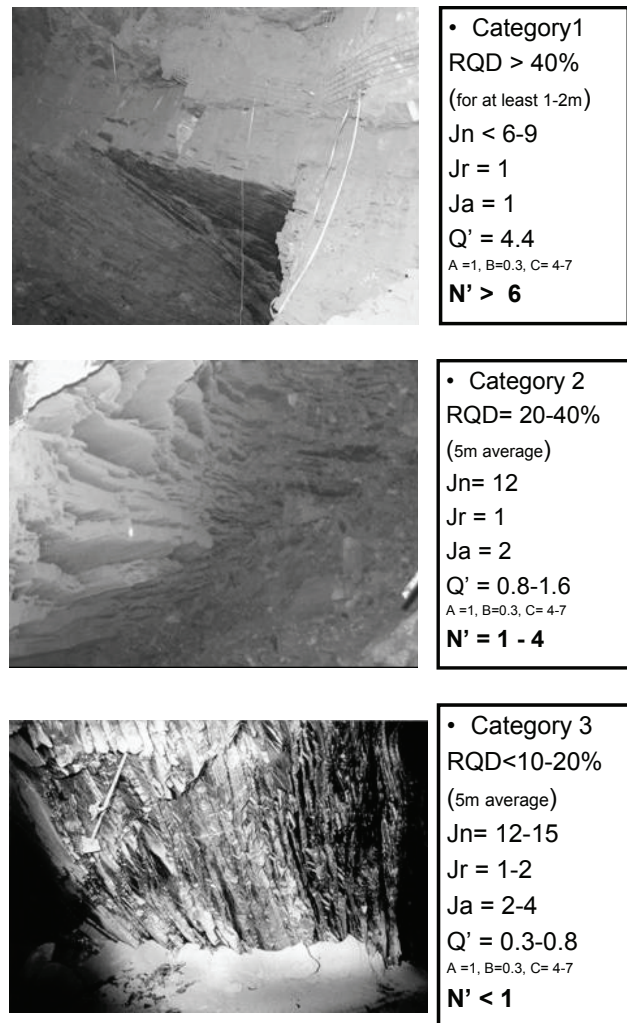 • Category1
RQD > 40%
(for at least 1-2m)
Jn < 6-9
Jr = 1
Ja = 1
Q' = 4.4
A =1, B=0.3, C= 4-7
N' > 6
• Category 2
RQD= 20-40%
(5m average)
Jn= 12
Jr = 1
Ja = 2
Q' = 0.8-1.6
A =1, B=0.3, C= 4-7
N' = 1 - 4
• Category 3
RQD<10-20%
(5m average)
Jn= 12-15
Jr = 1-2
Ja = 2-4
Q' = 0.3-0.8
A =1, B=0.3, C= 4-7
N' < 1